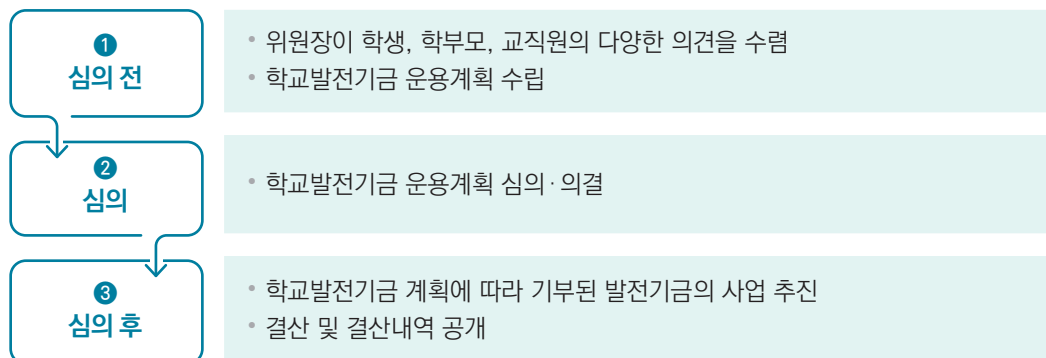 ❶
심의 전
• 위원장이 학생, 학부모, 교직원의 다양한 의견을 수렴
• 학교발전기금 운용계획 수립
❷
심의
• 학교발전기금 운용계획 심의·의결
❸
심의 후
• 학교발전기금 계획에 따라 기부된 발전기금의 사업 추진
• 결산 및 결산내역 공개